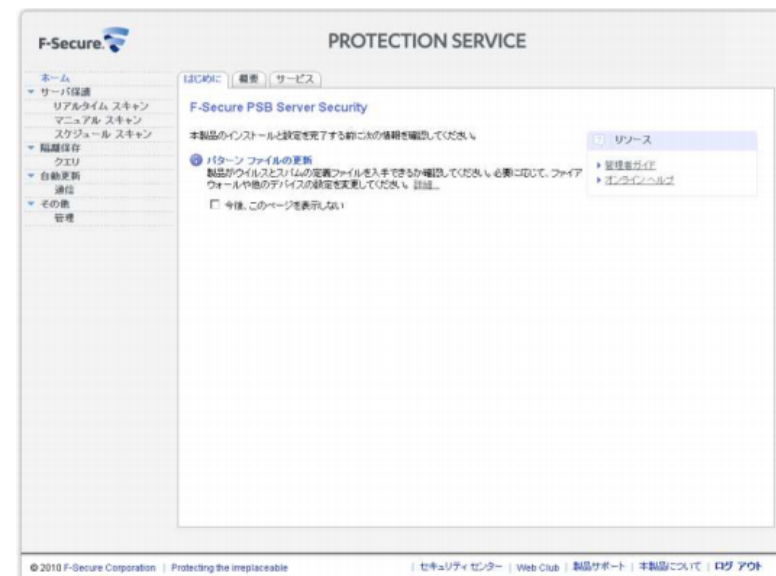 F-Secure.
PROTECTION SERVICE
ホーム
サーバ保護
リアルタイム スキャン
マニュアル スキャン
スケジュール スキャン
隔離保存
クエリ
自動更新
通信
その他
管理
はじめに
概要
サービス
F-Secure PSB Server Security
本製品のインストールと設定を完了する前に次の情報を確認してください。
パターン ファイルの更新
製品がウイルスとスパムの定義ファイルを入手できるか確認してください。必要に応じて、ファイア
ウォールや他のデバイスの設定を変更してください。詳細...
今後、このページを表示しない
リソース
管理者ガイド
オンライン ヘルプ
© 2010 F-Secure Corporation | Protecting the irreplaceable | セキュリティ センター | Web Club | 製品サポート | 本製品について | ログ アウト